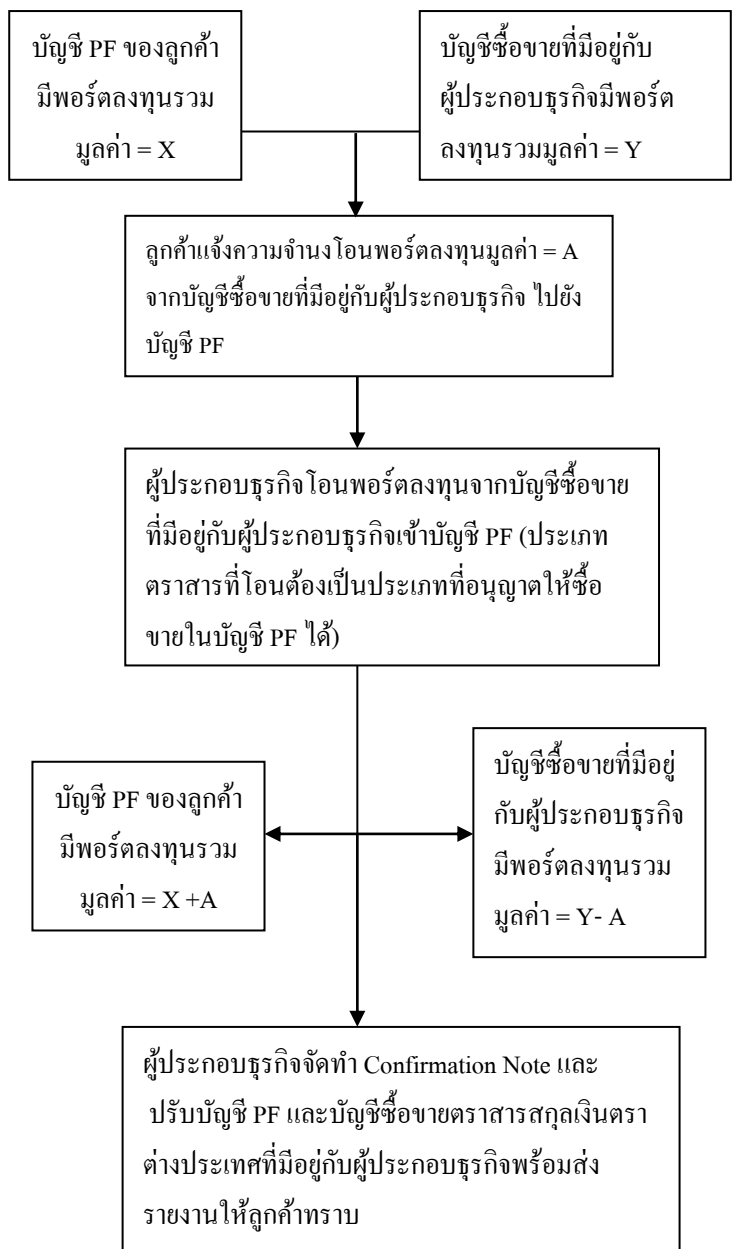 บัญชี PF ของลูกค้า
มีพอร์ตลงทุนรวม
มูลค่า = X
บัญชีซื้อขายที่มีอยู่กับ
ผู้ประกอบธุรกิจมีพอร์ต
ลงทุนรวมมูลค่า = Y
ลูกค้าแจ้งความจำนงโอนพอร์ตลงทุนมูลค่า = A
จากบัญชีซื้อขายที่มีอยู่กับผู้ประกอบธุรกิจ ไปยัง
บัญชี PF
ผู้ประกอบธุรกิจโอนพอร์ตลงทุนจากบัญชีซื้อขาย
ที่มีอยู่กับผู้ประกอบธุรกิจเข้าบัญชี PF (ประเภท
ตราสารที่โอนต้องเป็นประเภทที่อนุญาตให้ซื้อ
ขายในบัญชี PF ได้)
บัญชี PF ของลูกค้า
มีพอร์ตลงทุนรวม
มูลค่า = X +A
บัญชีซื้อขายที่มีอยู่
กับผู้ประกอบธุรกิจ
มีพอร์ตลงทุนรวม
มูลค่า = Y- A
ผู้ประกอบธุรกิจจัดทำ Confirmation Note และ
ปรับบัญชี PF และบัญชีซื้อขายตราสารสกุลเงินตรา
ต่างประเทศที่มีอยู่กับผู้ประกอบธุรกิจพร้อมส่ง
รายงานให้ลูกค้าทราบ